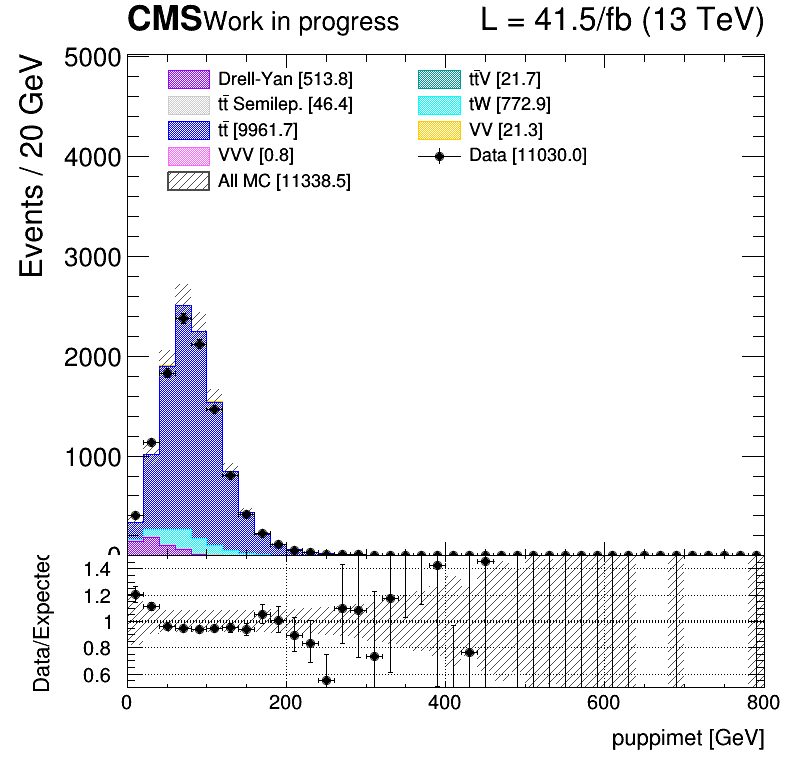 CMS Work in progress L = 41.5/fb (13 TeV)
Events / 20 GeV
5000
4000
3000
2000
1000
0
Drell-Yan [513.8]
tt̄ Semilep. [46.4]
tt̄ [9961.7]
VVV [0.8]
All MC [11338.5]
tt̄V [21.7]
tW [772.9]
VV [21.3]
Data [11030.0]
Data/Expected
1.4
1.2
1
0.8
0.6
0 200 400 600 800
puppimet [GeV]